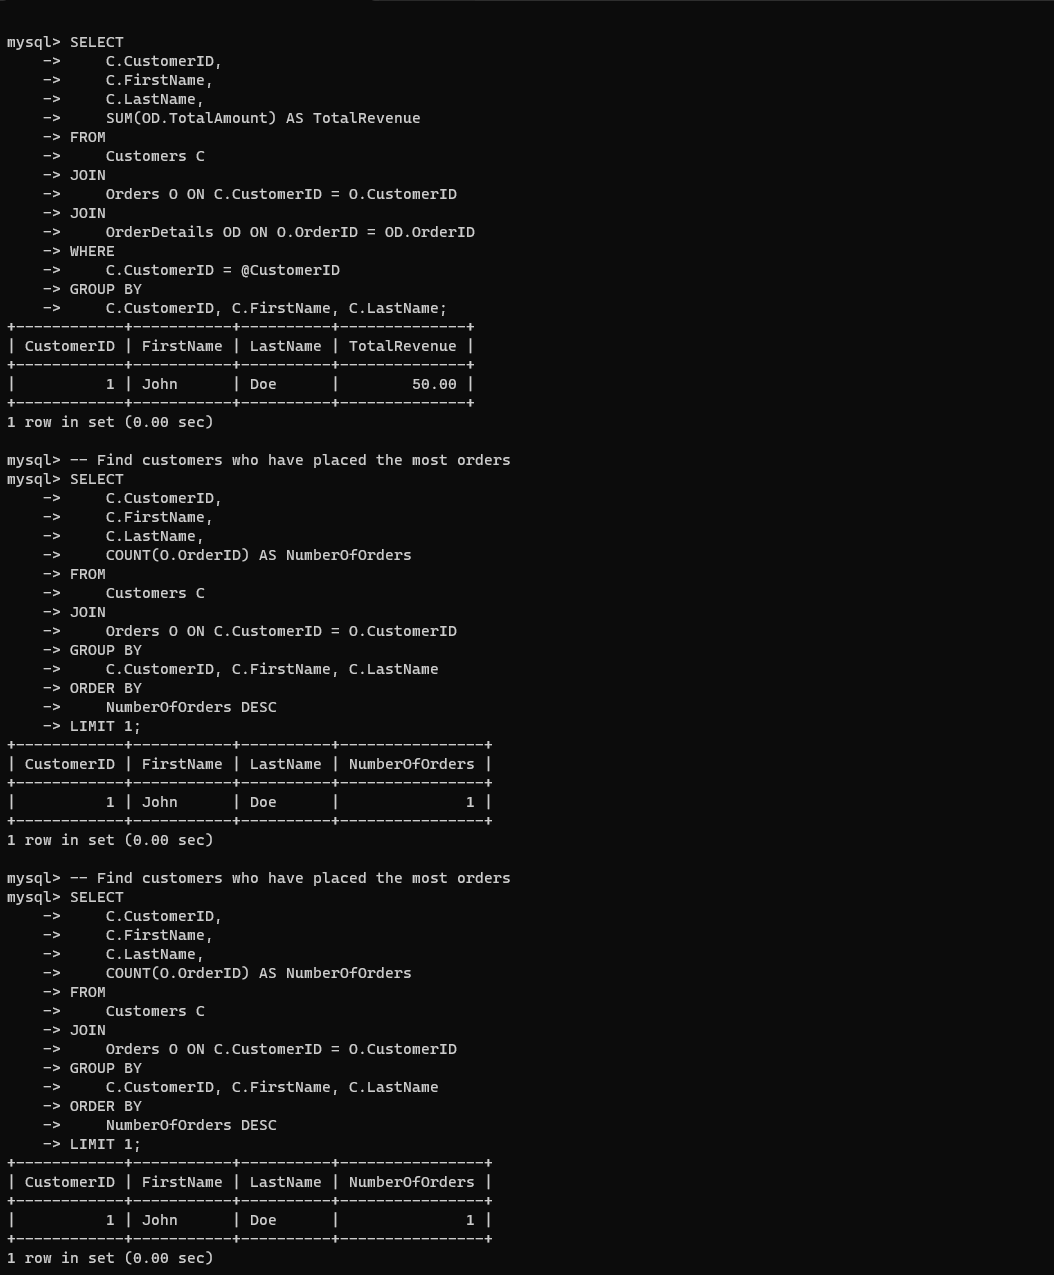 mysql> SELECT
    ->     C.CustomerID,
    ->     C.FirstName,
    ->     C.LastName,
    ->     SUM(OD.TotalAmount) AS TotalRevenue
    -> FROM
    ->     Customers C
    -> JOIN
    ->     Orders O ON C.CustomerID = O.CustomerID
    -> JOIN
    ->     OrderDetails OD ON O.OrderID = OD.OrderID
    -> WHERE
    ->     C.CustomerID = @CustomerID
    -> GROUP BY
    ->     C.CustomerID, C.FirstName, C.LastName;
+------------+-----------+----------+--------------+
| CustomerID | FirstName | LastName | TotalRevenue |
+------------+-----------+----------+--------------+
|          1 | John      | Doe      |        50.00 |
+------------+-----------+----------+--------------+
1 row in set (0.00 sec)

mysql> -- Find customers who have placed the most orders
mysql> SELECT
    ->     C.CustomerID,
    ->     C.FirstName,
    ->     C.LastName,
    ->     COUNT(O.OrderID) AS NumberOfOrders
    -> FROM
    ->     Customers C
    -> JOIN
    ->     Orders O ON C.CustomerID = O.CustomerID
    -> GROUP BY
    ->     C.CustomerID, C.FirstName, C.LastName
    -> ORDER BY
    ->     NumberOfOrders DESC
    -> LIMIT 1;
+------------+-----------+----------+----------------+
| CustomerID | FirstName | LastName | NumberOfOrders |
+------------+-----------+----------+----------------+
|          1 | John      | Doe      |              1 |
+------------+-----------+----------+----------------+
1 row in set (0.00 sec)

mysql> -- Find customers who have placed the most orders
mysql> SELECT
    ->     C.CustomerID,
    ->     C.FirstName,
    ->     C.LastName,
    ->     COUNT(O.OrderID) AS NumberOfOrders
    -> FROM
    ->     Customers C
    -> JOIN
    ->     Orders O ON C.CustomerID = O.CustomerID
    -> GROUP BY
    ->     C.CustomerID, C.FirstName, C.LastName
    -> ORDER BY
    ->     NumberOfOrders DESC
    -> LIMIT 1;
+------------+-----------+----------+----------------+
| CustomerID | FirstName | LastName | NumberOfOrders |
+------------+-----------+----------+----------------+
|          1 | John      | Doe      |              1 |
+------------+-----------+----------+----------------+
1 row in set (0.00 sec)